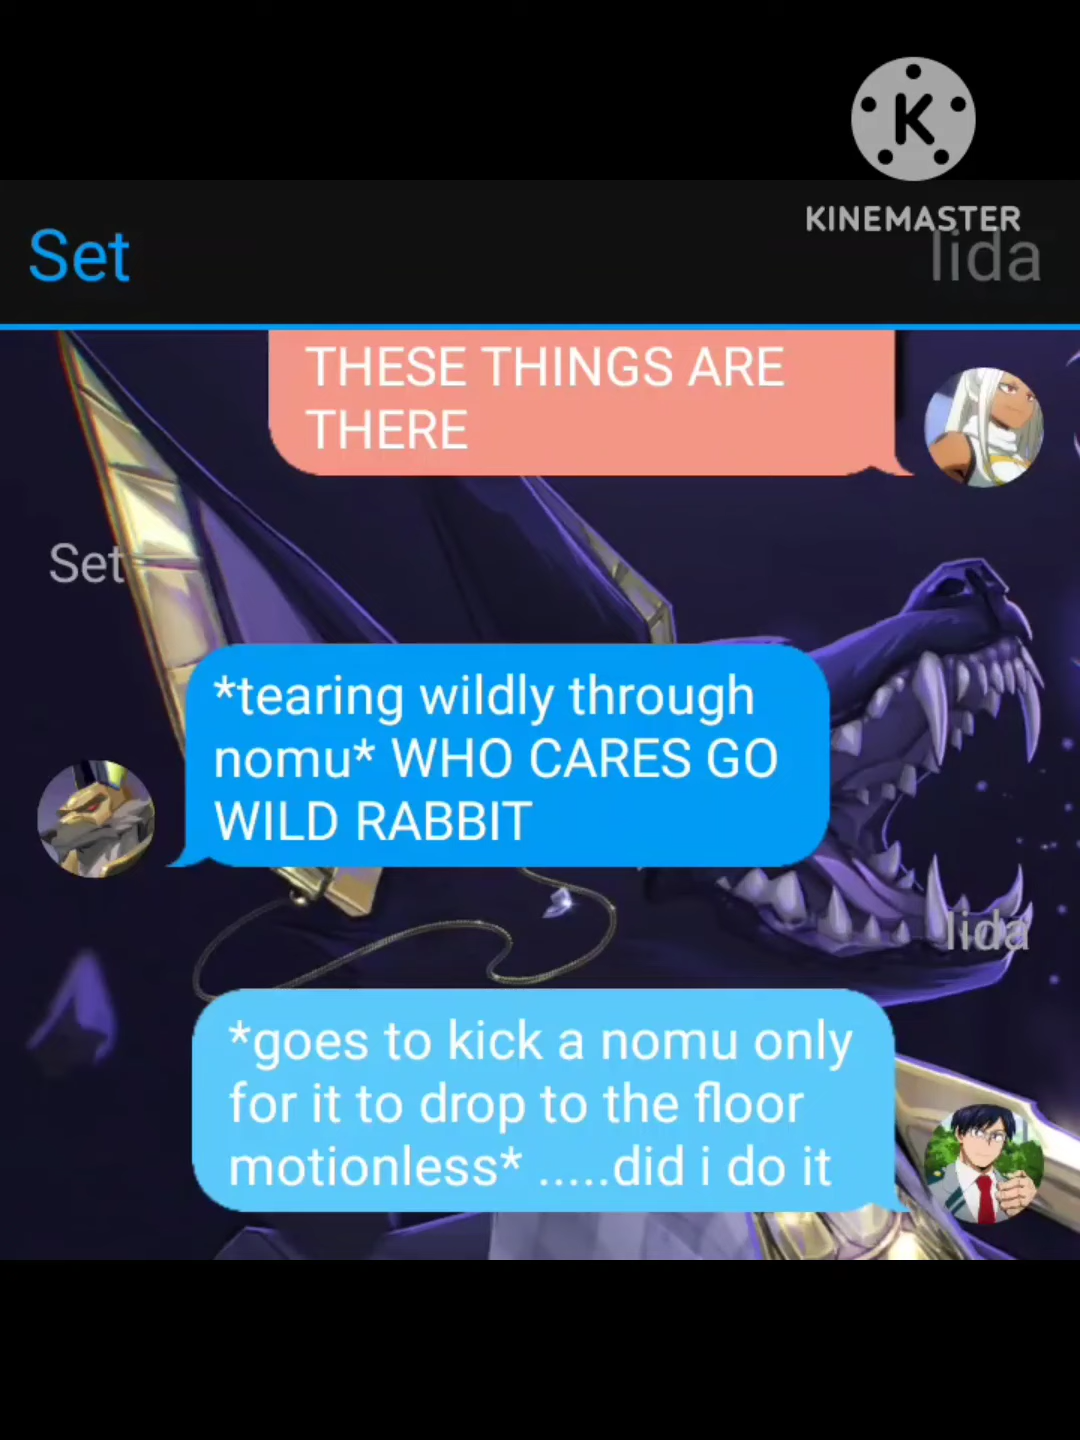 K
KINEMASTER
Set
Iida
THESE THINGS ARE
THERE
Set
*tearing wildly through
nomu* WHO CARES GO
WILD RABBIT
Iida
*goes to kick a nomu only
for it to drop to the floor
motionless* .....did i do it